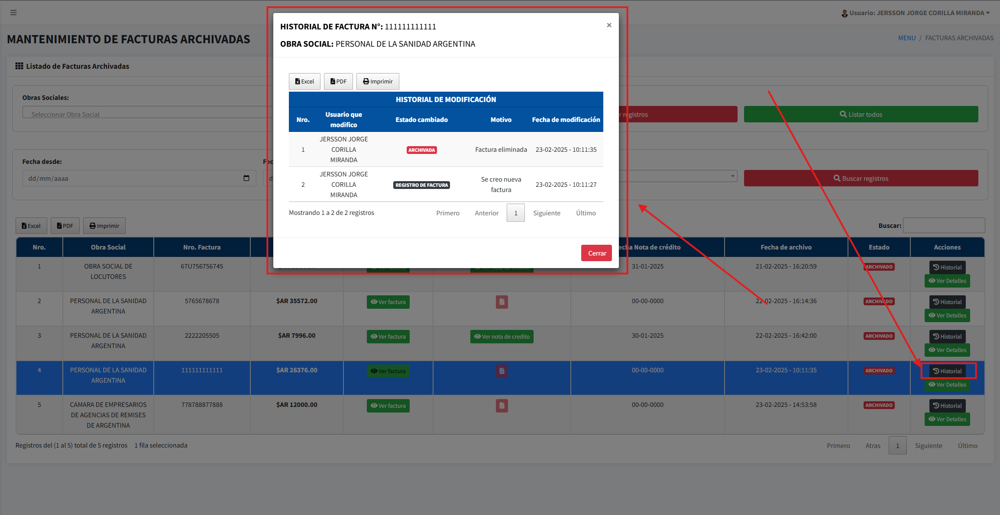 Usuario: JERSSON JORGE CORILLA MIRANDA
MANTENIMIENTO DE FACTURAS ARCHIVADAS
MENU / FACTURAS ARCHIVADAS
Listado de Facturas Archivadas
Obras Sociales:
Seleccionar Obra Social
registros
Listar todos
Fecha desde:
dd/mm/aaaa
Buscar registros
HISTORIAL DE FACTURA N°: 111111111111
×
OBRA SOCIAL: PERSONAL DE LA SANIDAD ARGENTINA
Excel PDF Imprimir
HISTORIAL DE MODIFICACIÓN
Nro. Usuario que modifico Estado cambiado Motivo Fecha de modificación
1 JERSSON JORGE CORILLA MIRANDA ARCHIVADA Factura eliminada 23-02-2025 - 10:11:35
2 JERSSON JORGE CORILLA MIRANDA REGISTRO DE FACTURA Se creo nueva factura 23-02-2025 - 10:11:27
Mostrando 1 a 2 de 2 registros Primero Anterior 1 Siguiente Último
Cerrar
Excel PDF Imprimir
Buscar:
Nro. Obra Social Nro. Factura Nota de crédito Fecha de archivo Estado Acciones
1 OBRA SOCIAL DE LOCUTORES 67U756756745 31-01-2025 21-02-2025 - 16:20:59 ARCHIVADO Historial
Ver Detalles
2 PERSONAL DE LA SANIDAD ARGENTINA 5765678678 $AR 35572.00 Ver factura 00-00-0000 22-02-2025 - 16:14:36 ARCHIVADO Historial
Ver Detalles
3 PERSONAL DE LA SANIDAD ARGENTINA 2222205505 $AR 7996.00 Ver factura Ver nota de credito 30-01-2025 22-02-2025 - 16:42:00 ARCHIVADO Historial
Ver Detalles
4 PERSONAL DE LA SANIDAD ARGENTINA 111111111111 $AR 26376.00 Ver factura 00-00-0000 23-02-2025 - 10:11:35 ARCHIVADO Historial
Ver Detalles
5 CAMARA DE EMPRESARIOS DE AGENCIAS DE REMISES DE ARGENTINA 778788877888 $AR 12000.00 Ver factura 00-00-0000 23-02-2025 - 14:53:58 ARCHIVADO Historial
Ver Detalles
Registros del (1 al 5) total de 5 registros 1 fila seleccionada
Primero Atras 1 Siguiente Último